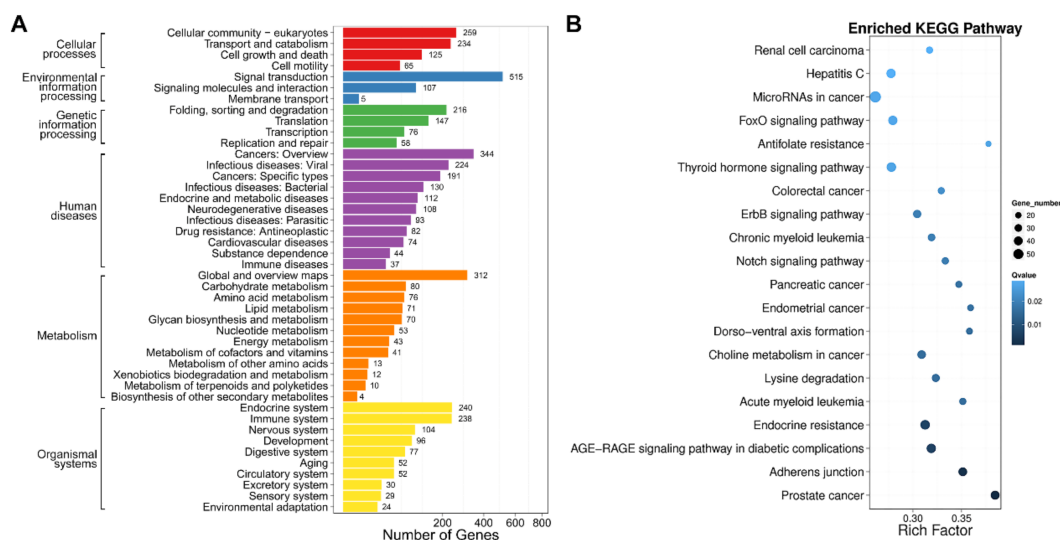 A
Cellular processes
Cellular community − eukaryotes 259
Transport and catabolism 234
Cell growth and death 125
Cell motility 65
Environmental information processing
Signal transduction 515
Signaling molecules and interaction 107
Membrane transport 5
Genetic information processing
Folding, sorting and degradation 216
Translation 147
Transcription 76
Replication and repair 58
Human diseases
Cancers: Overview 344
Infectious diseases: Viral 224
Cancers: Specific types 191
Infectious diseases: Bacterial 130
Endocrine and metabolic diseases 112
Neurodegenerative diseases 108
Infectious diseases: Parasitic 93
Drug resistance: Antineoplastic 82
Cardiovascular diseases 74
Substance dependence 44
Immune diseases 37
Metabolism
Global and overview maps 312
Carbohydrate metabolism 80
Amino acid metabolism 76
Lipid metabolism 71
Glycan biosynthesis and metabolism 70
Nucleotide metabolism 53
Energy metabolism 43
Metabolism of cofactors and vitamins 41
Metabolism of other amino acids 13
Xenobiotics biodegradation and metabolism 12
Metabolism of terpenoids and polyketides 10
Biosynthesis of other secondary metabolites 4
Organismal systems
Endocrine system 240
Immune system 238
Nervous system 104
Development 96
Digestive system 77
Aging 52
Circulatory system 52
Excretory system 30
Sensory system 29
Environmental adaptation 24
200 400 600 800
Number of Genes
B
Enriched KEGG Pathway
Renal cell carcinoma
Hepatitis C
MicroRNAs in cancer
FoxO signaling pathway
Antifolate resistance
Thyroid hormone signaling pathway
Colorectal cancer
ErbB signaling pathway
Chronic myeloid leukemia
Notch signaling pathway
Pancreatic cancer
Endometrial cancer
Dorso−ventral axis formation
Choline metabolism in cancer
Lysine degradation
Acute myeloid leukemia
Endocrine resistance
AGE−RAGE signaling pathway in diabetic complications
Adherens junction
Prostate cancer
0.30 0.35
Rich Factor
Gene_number
20
30
40
50
Qvalue
0.02
0.01